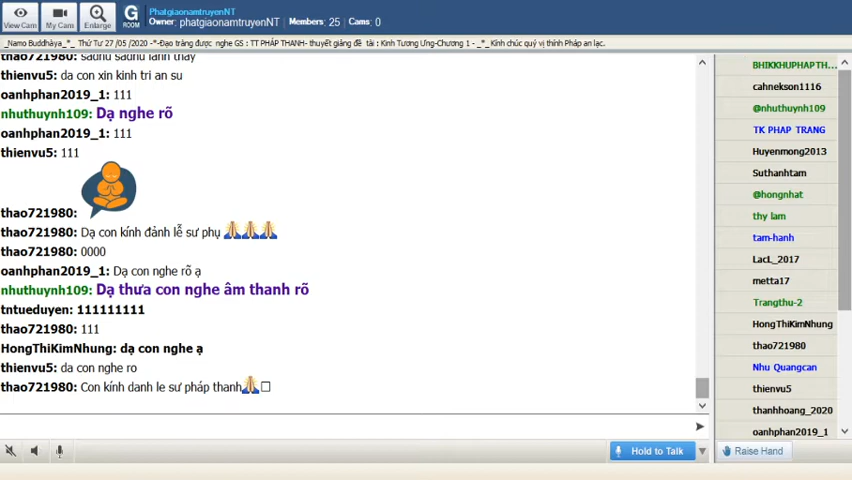 PhatgiaonamtruyenNT
Owner: phatgiaonamtruyenNT Members: 25 Cams: 0
View Cam My Cam Enlarge G ROOM
_Namo Buddhàya_*_ Thứ Tư 27 /05 /2020 -*-Đạo tràng được nghe GS : TT PHÁP THANH- thuyết giảng đề tài : Kinh Tương Ưng-Chương 1 - _*_ Kính chúc quý vị thính Pháp an lạc.
thao721980: sadhu sadhu lành thay
thienvu5: da con xin kinh tri an su
oanhphan2019_1: 111
nhuthuynh109: Dạ nghe rõ
oanhphan2019_1: 111
thienvu5: 111
thao721980:
thao721980: Dạ con kính đảnh lễ sư phụ
thao721980: 0000
oanhphan2019_1: Dạ con nghe rõ ạ
nhuthuynh109: Dạ thưa con nghe âm thanh rõ
tntueduyen: 111111111
thao721980: 111
HongThiKimNhung: dạ con nghe ạ
thienvu5: da con nghe ro
thao721980: Con kính danh le sư pháp thanh
BHIKKHUPHAPTH...
cahnekson1116
@nhuthuynh109
TK PHAP TRANG
Huyenmong2013
Suthanhtam
@hongnhat
thy lam
tam-hanh
LacL_2017
metta17
Trangthu-2
HongThiKimNhung
thao721980
Nhu Quangcan
thienvu5
thanhhoang_2020
oanhphan2019_1
Hold to Talk
Raise Hand